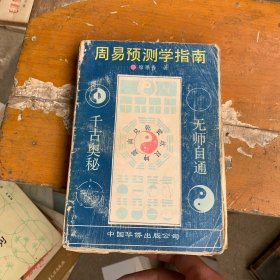 周易预测学指南
著
千古奥秘
无师自通
中国华侨出版公司